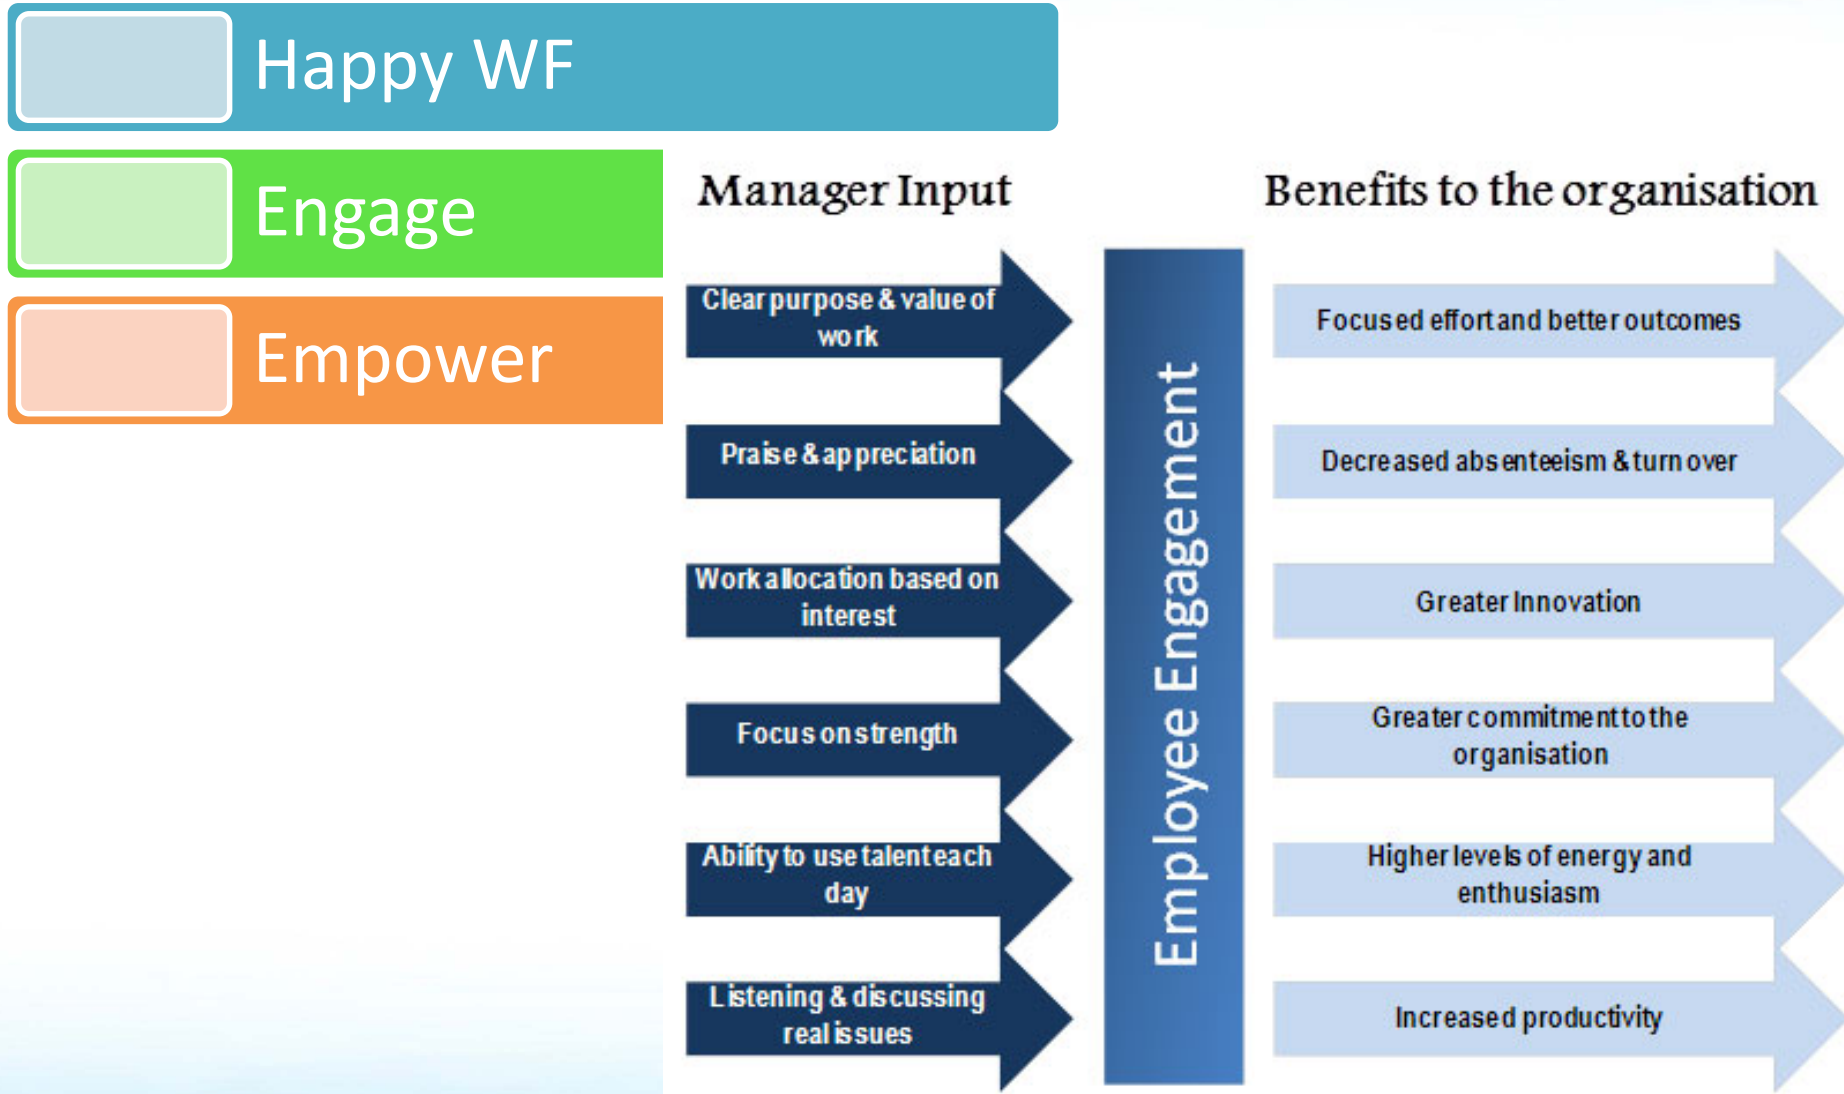 Happy WF
Engage
Empower
Manager Input
Clear purpose & value of
work
Praise & appreciation
Work allocation based on
interest
Focus on strength
Ability to use talent each
day
Listening & discussing
real issues
Employee Engagement
Benefits to the organisation
Focused effort and better outcomes
Decreased absenteeism & turn over
Greater Innovation
Greater commitment to the
organisation
Higher levels of energy and
enthusiasm
Increased productivity